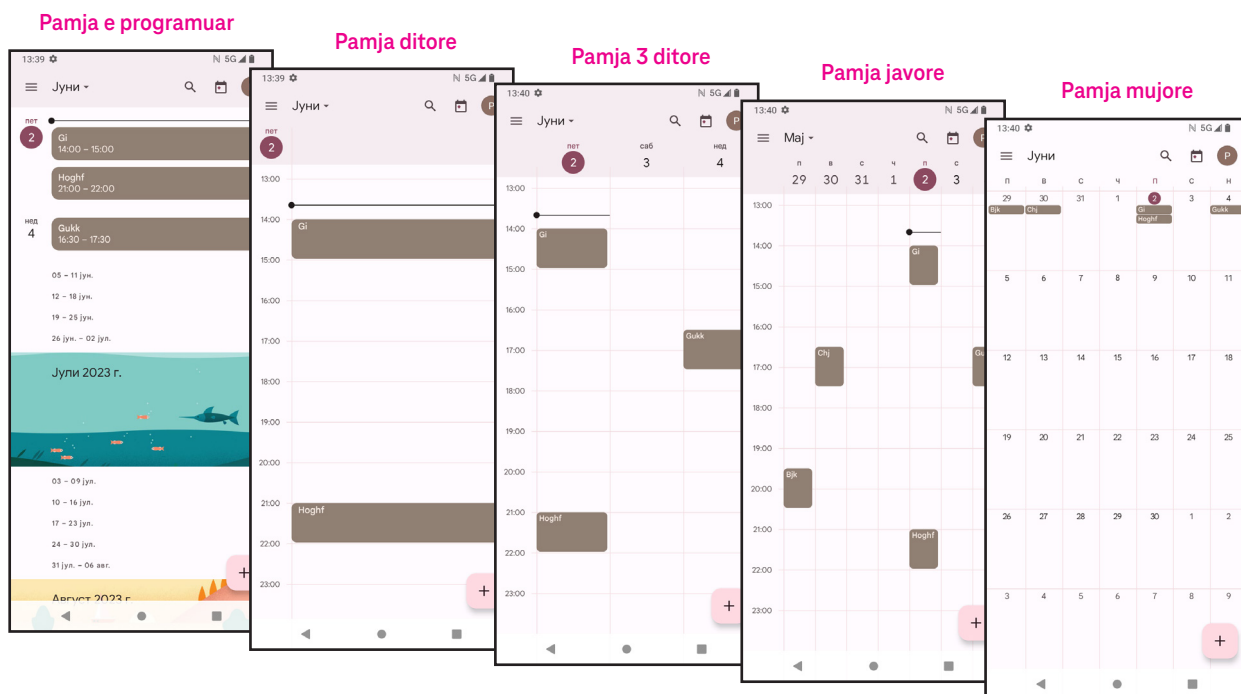 Pamja e programuar
13:39
5G
Јуни
P
пет
2
Gi
14:00 – 15:00
Hoghf
21:00 – 22:00
нед
4
Gukk
16:30 – 17:30
05 – 11 јун.
12 – 18 јун.
19 – 25 јун.
26 јун. – 02 јул.
Јули 2023 г.
03 – 09 јул.
10 – 16 јул.
17 – 23 јул.
24 – 30 јул.
31 јул. – 06 авг.
Август 2023 г.
+
Pamja ditore
13:39
N 5G
Јуни
P
пет
2
13:00
14:00
Gi
15:00
16:00
17:00
18:00
19:00
20:00
21:00
Hoghf
22:00
23:00
+
Pamja 3 ditore
13:40
N 5G
Јуни
P
пет саб нед
2 3 4
13:00
14:00
Gi
15:00
16:00
Gukk
17:00
18:00
19:00
20:00
21:00
Hoghf
22:00
23:00
+
Pamja javore
13:40
N 5G
Мај
P
п в с ч п с
29 30 31 1 2 3
13:00
14:00
Gi
15:00
16:00
Chj Gu
17:00
18:00
19:00
Bjk
20:00
21:00
Hoghf
22:00
23:00
+
Pamja mujore
13:40
N 5G
Јуни
P
п в с ч п с н
29 30 31 1 2 3 4
Bjk Chj Gi Gukk
Hoghf
5 6 7 8 9 10 11
12 13 14 15 16 17 18
19 20 21 22 23 24 25
26 27 28 29 30 1 2
3 4 5 6 7 8 9
+